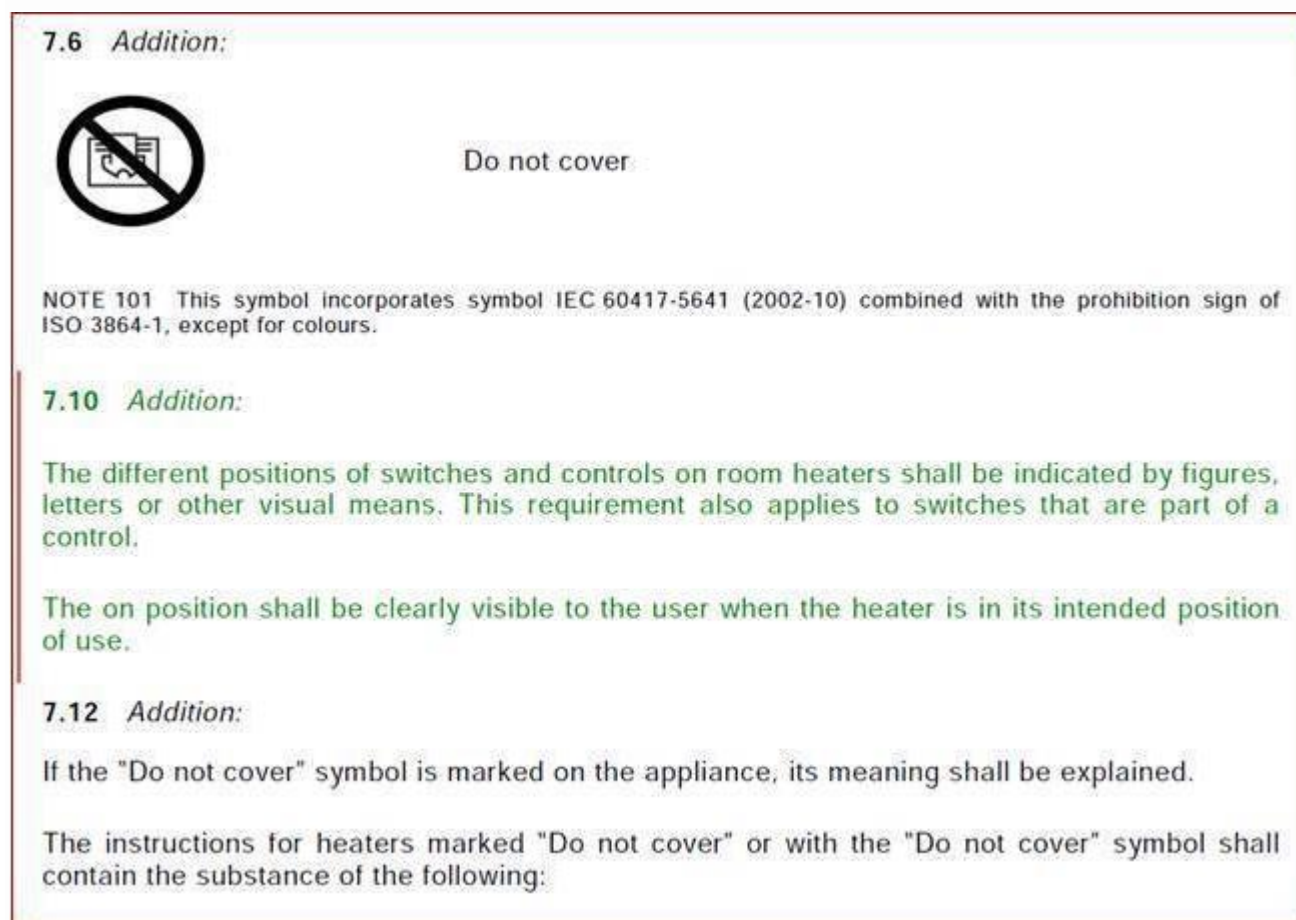 7.6 Addition:
Do not cover
NOTE 101 This symbol incorporates symbol IEC 60417-5641 (2002-10) combined with the prohibition sign of
ISO 3864-1, except for colours.
7.10 Addition:
The different positions of switches and controls on room heaters shall be indicated by figures,
letters or other visual means. This requirement also applies to switches that are part of a
control.
The on position shall be clearly visible to the user when the heater is in its intended position
of use.
7.12 Addition:
If the "Do not cover" symbol is marked on the appliance, its meaning shall be explained.
The instructions for heaters marked "Do not cover" or with the "Do not cover" symbol shall
contain the substance of the following: